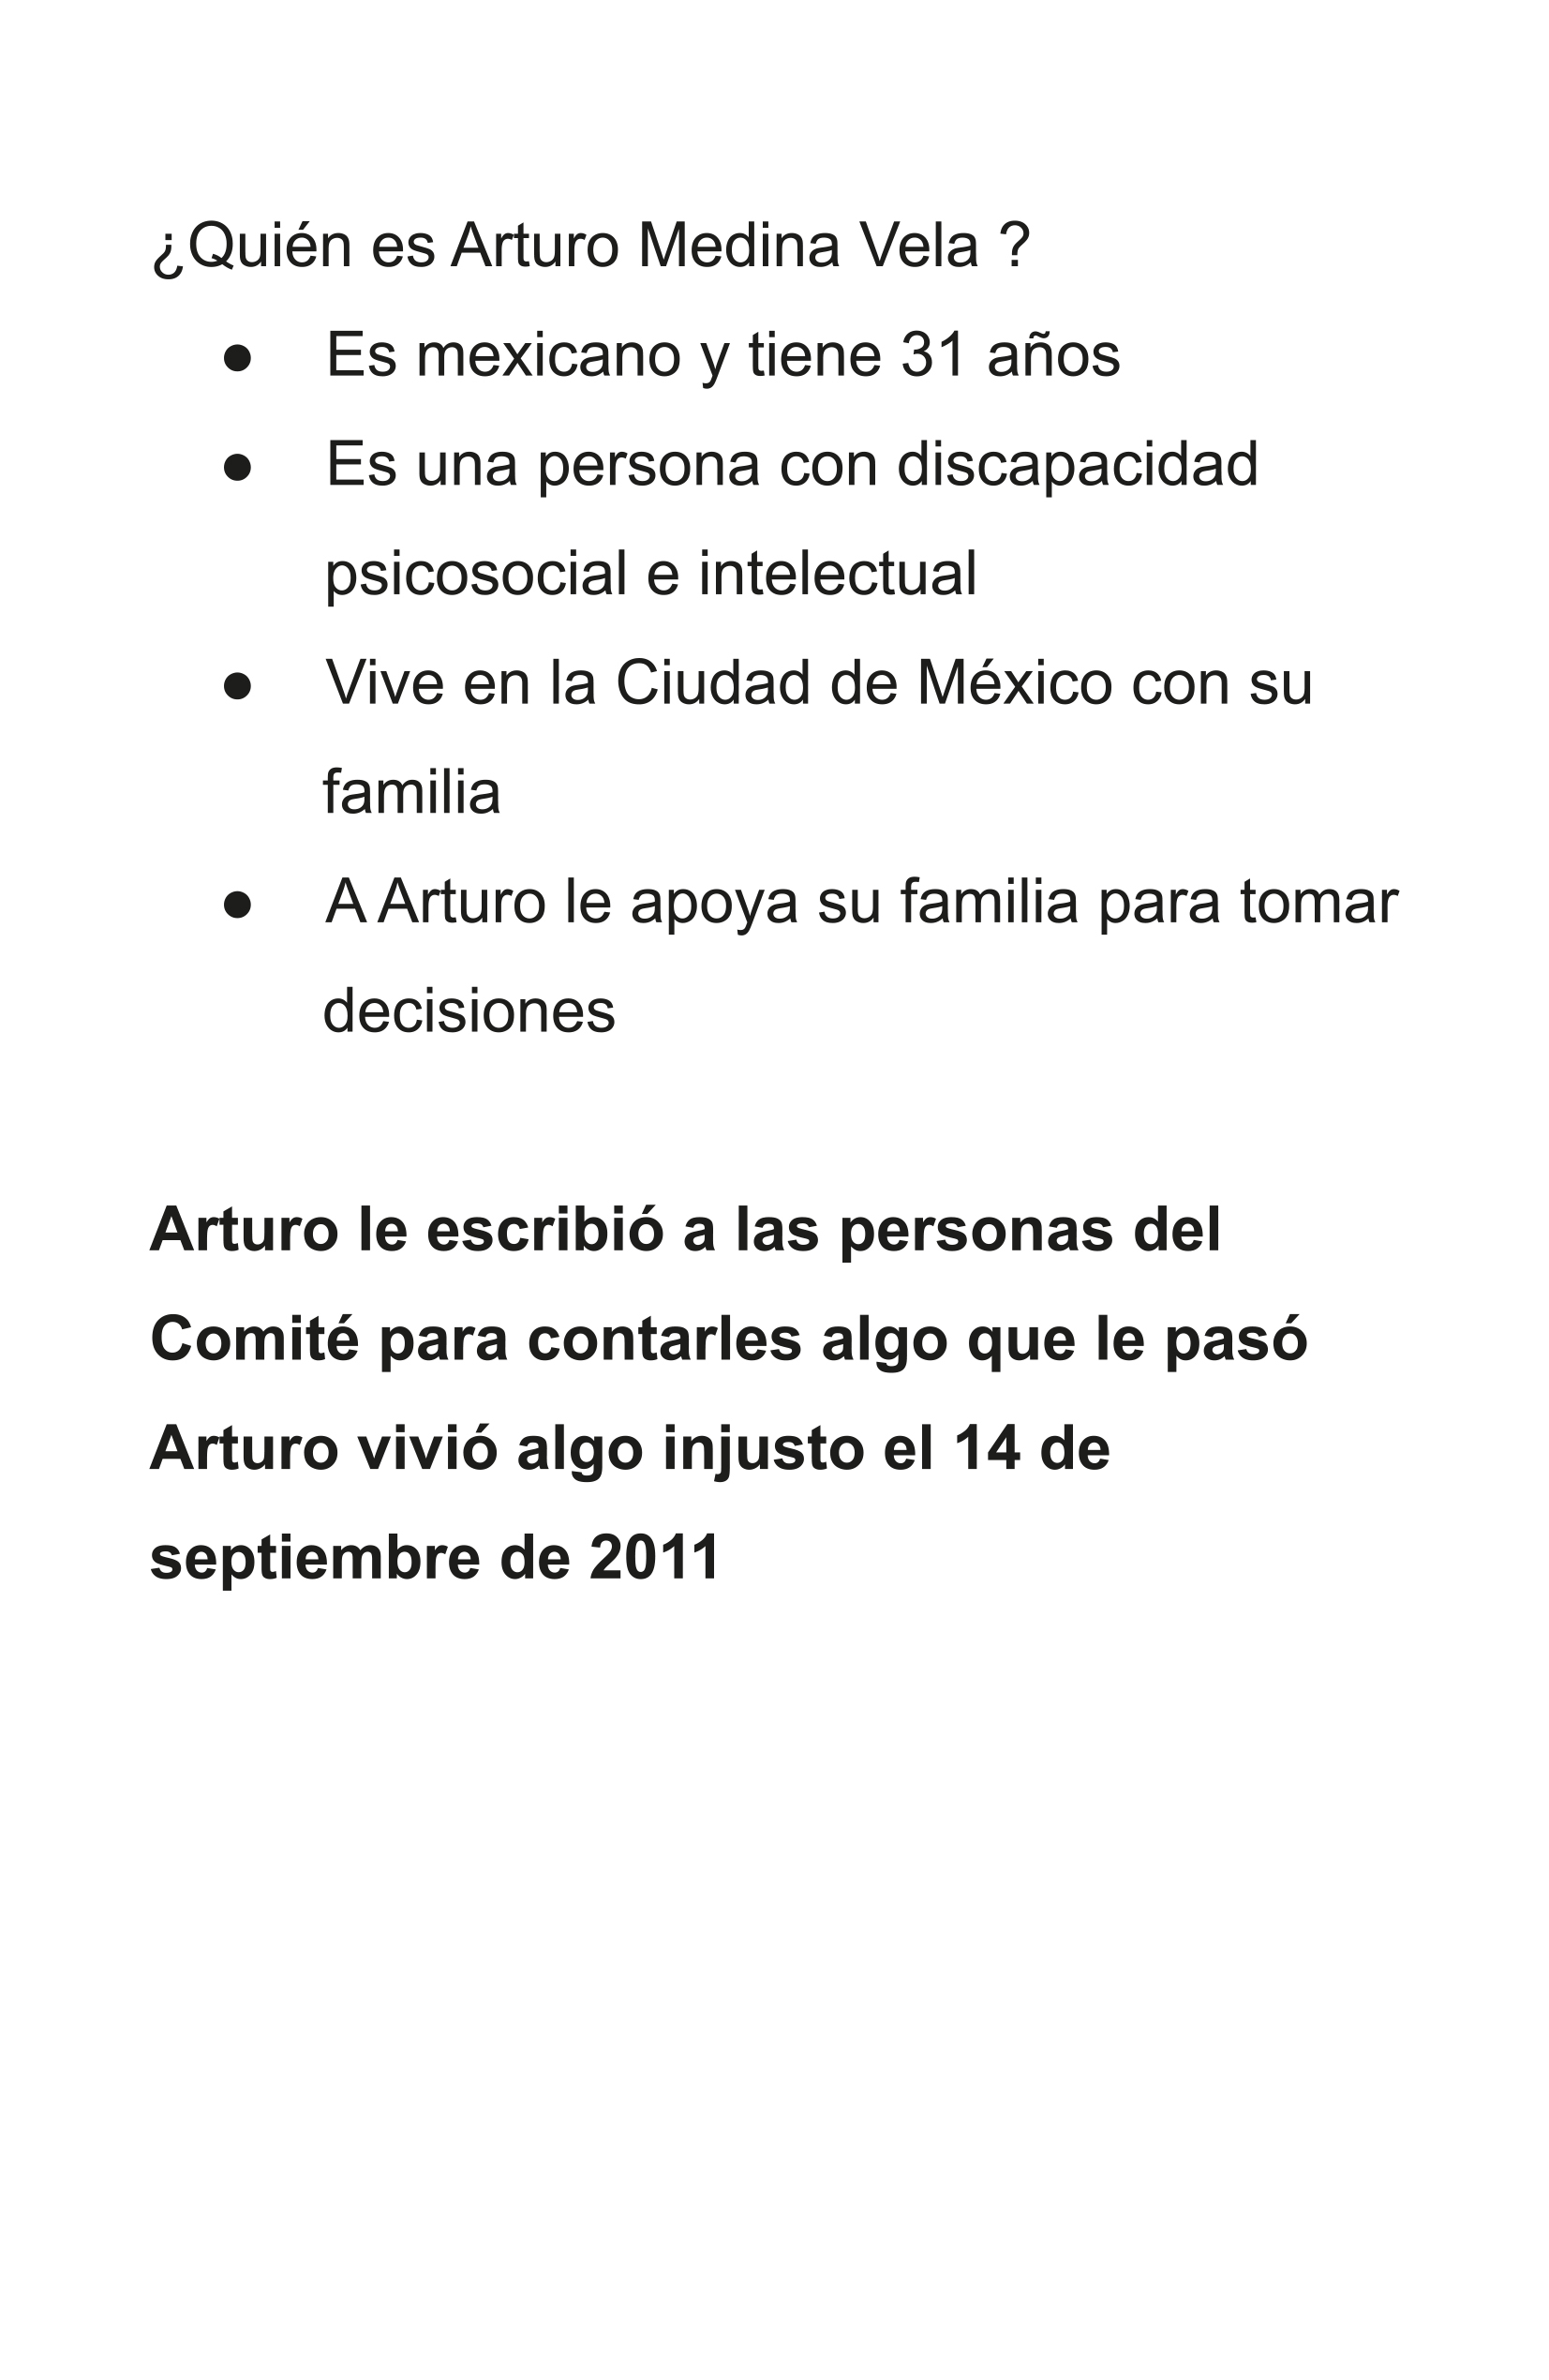 ¿Quién es Arturo Medina Vela ?
● Es mexicano y tiene 31 años
● Es una persona con discapacidad
psicosocial e intelectual
● Vive en la Ciudad de México con su
familia
● A Arturo le apoya su familia para tomar
decisiones
Arturo le escribió a las personas del
Comité para contarles algo que le pasó
Arturo vivió algo injusto el 14 de
septiembre de 2011